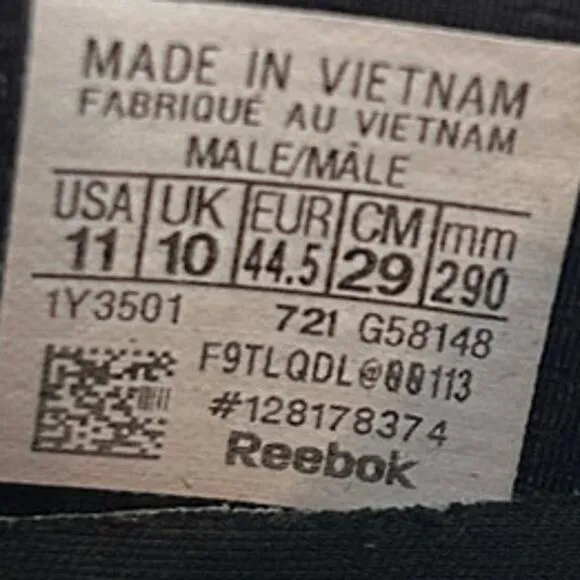 MADE IN VIETNAM
FABRIQUÉ AU VIETNAM
MALE/MÂLE
USA UK EUR CM mm
11 10 44.5 29 290
1Y3501 721 G58148
F9TLQDL@00113
#128178374
Reebok